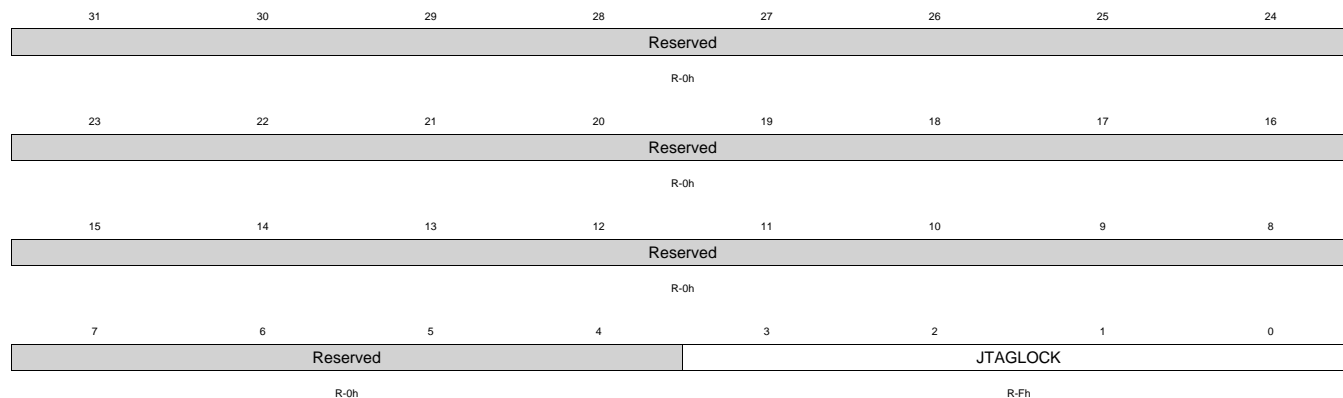 31 30 29 28 27 26 25 24
Reserved
R-0h
23 22 21 20 19 18 17 16
Reserved
R-0h
15 14 13 12 11 10 9 8
Reserved
R-0h
7 6 5 4 3 2 1 0
Reserved JTAGLOCK
R-0h R-Fh